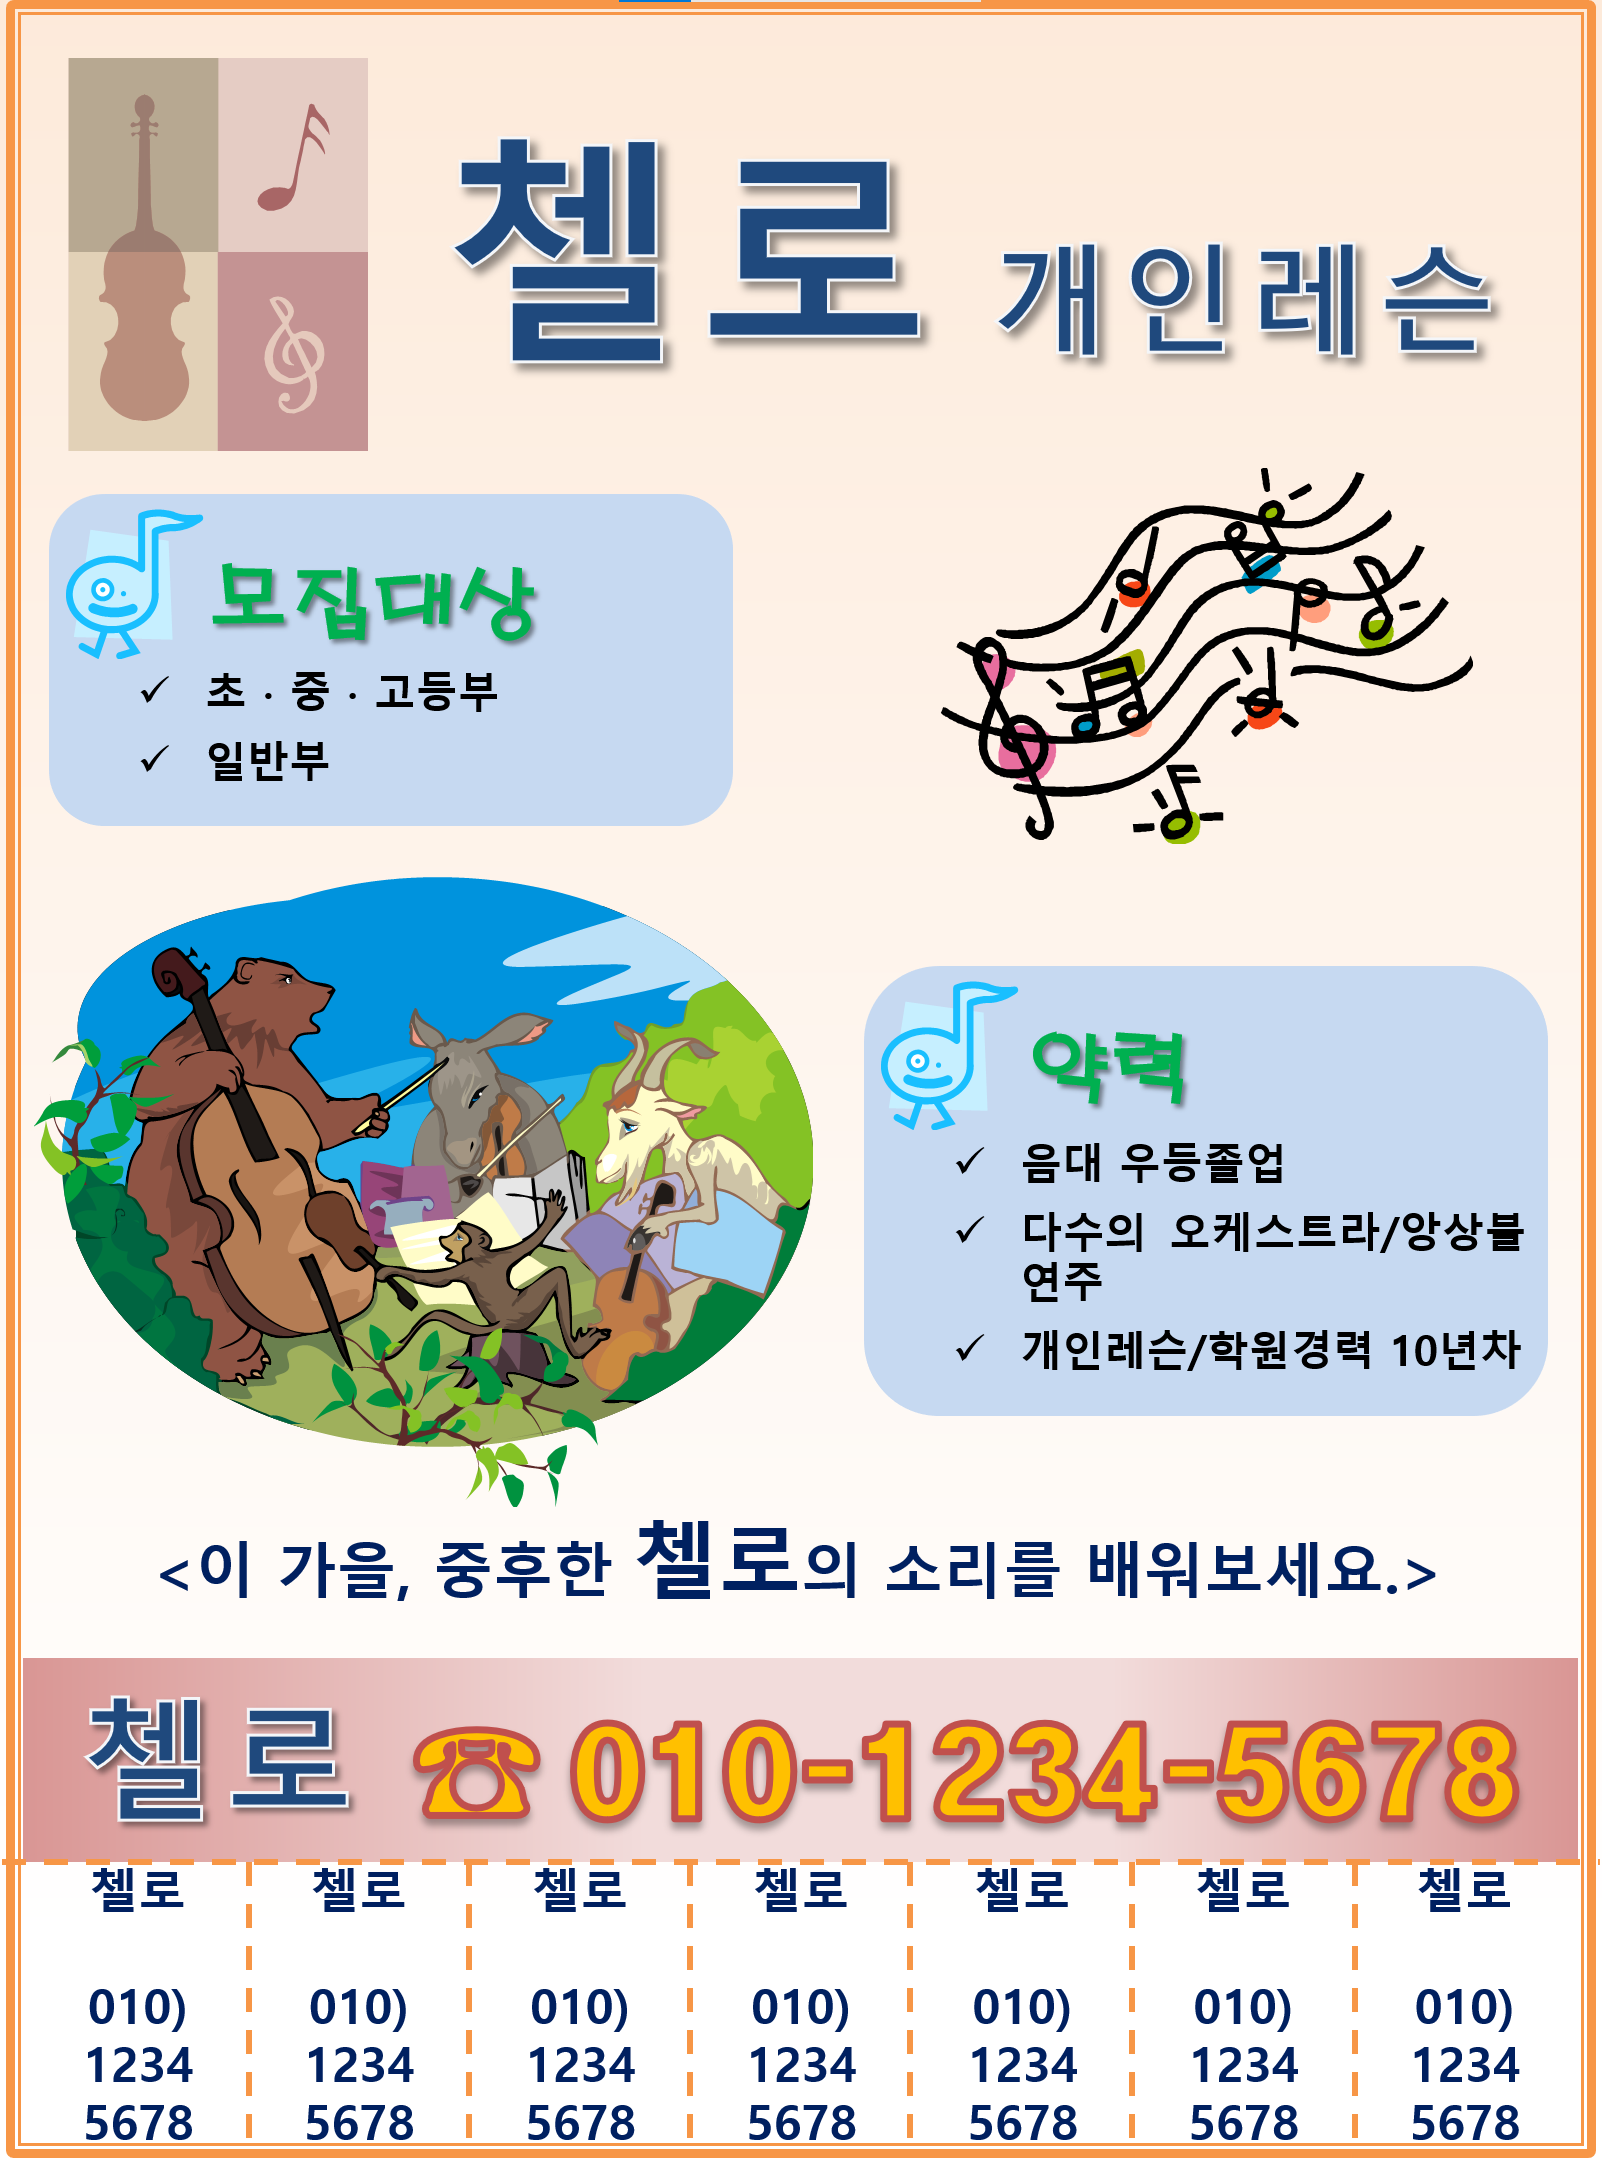 첼로 개인레슨
모집대상
✓ 초 · 중 · 고등부
✓ 일반부
약력
✓ 음대 우등졸업
✓ 다수의 오케스트라/앙상블
연주
✓ 개인레슨/학원경력 10년차
<이 가을, 중후한 첼로의 소리를 배워보세요.>
첼로 ☎ 010-1234-5678
첼로 첼로 첼로 첼로 첼로 첼로 첼로
010) 010) 010) 010) 010) 010) 010)
1234 1234 1234 1234 1234 1234 1234
5678 5678 5678 5678 5678 5678 5678